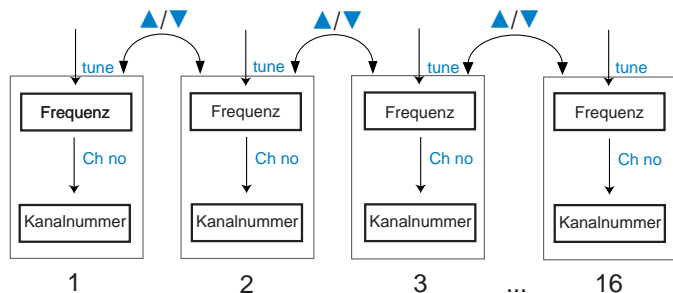 ▲/▼ ▲/▼ ▲/▼
tune tune tune tune
Frequenz Frequenz Frequenz Frequenz
Ch no Ch no Ch no Ch no
Kanalnummer Kanalnummer Kanalnummer Kanalnummer
1 2 3 ... 16